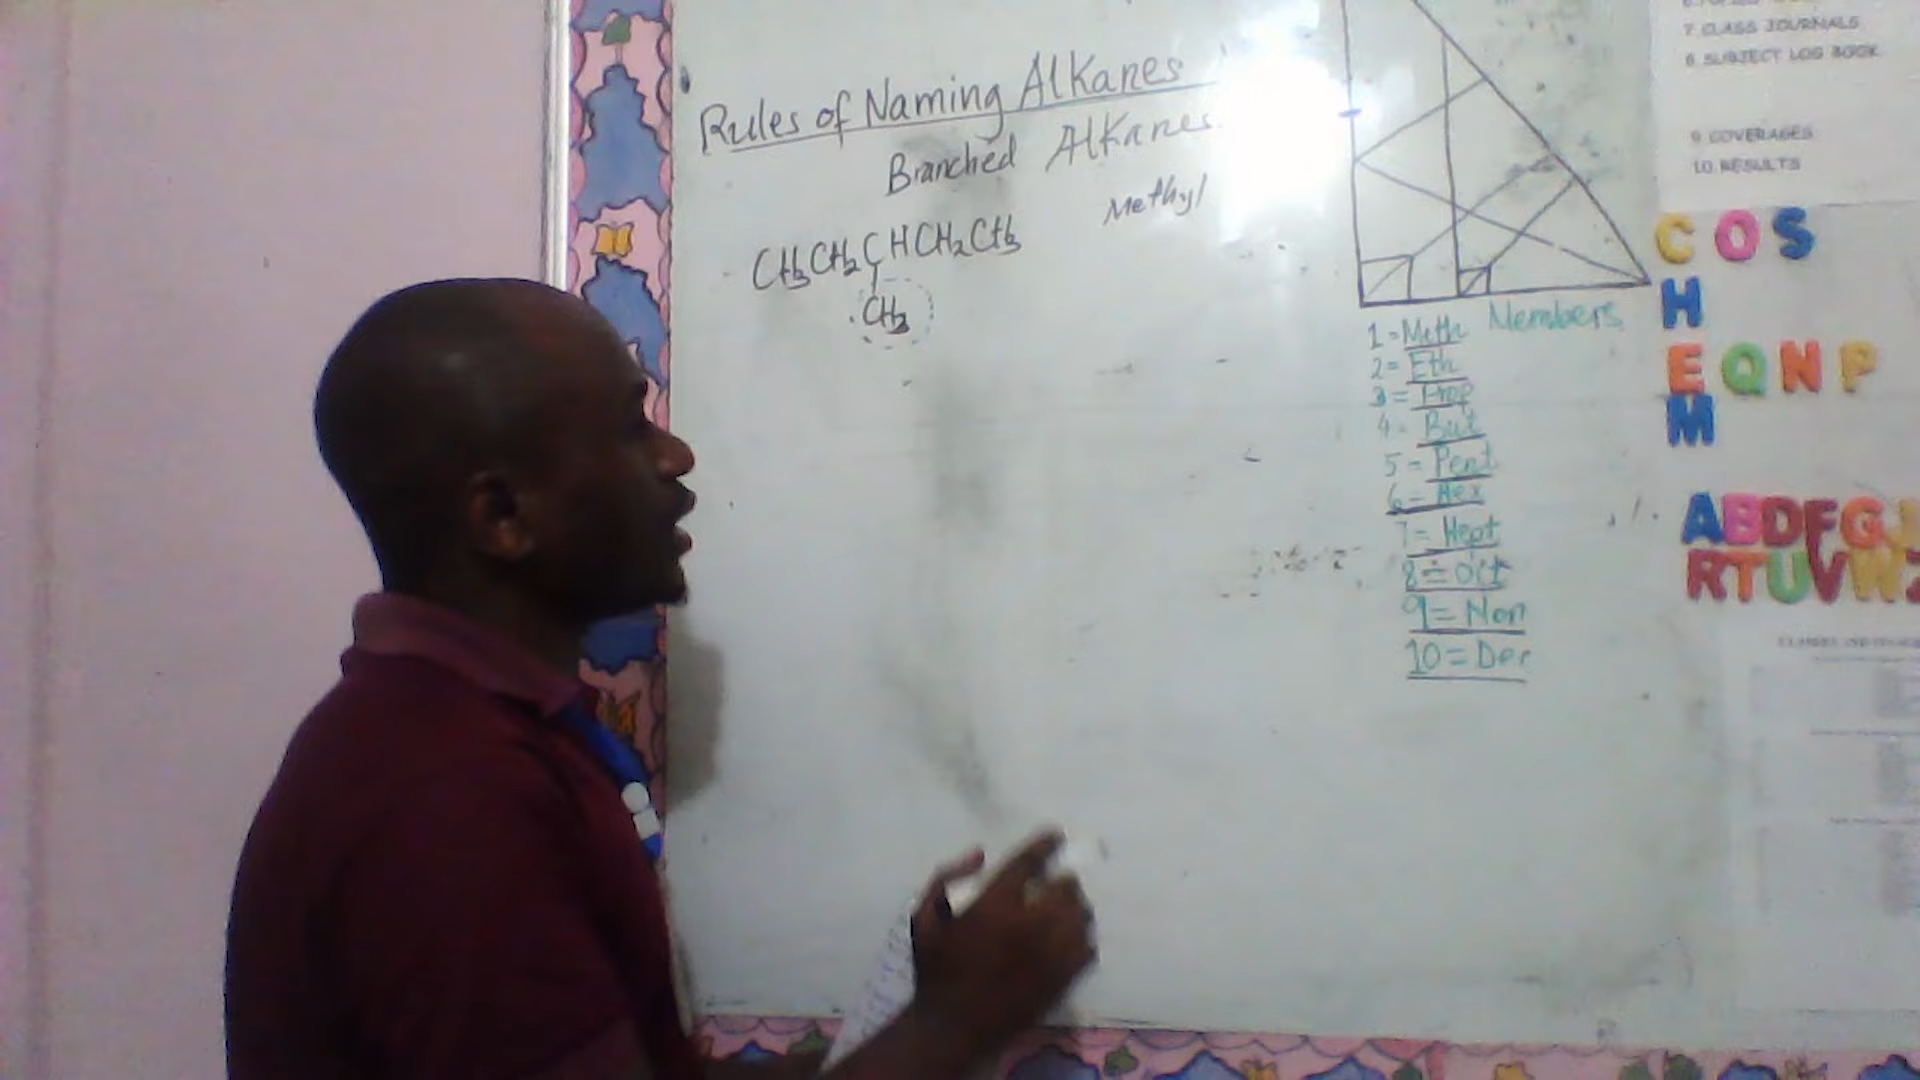 Rules of Naming Alkanes
Branched Alkanes
Methyl
CH3CH2CHCH2CH3
CH3
Members
1 = Meth
2 = Eth
3 = Prop
4 = But
5 = Pent
6 = Hex
7 = Hept
8 = Oct
9 = Non
10 = Dec
7. CLASS JOURNALS
8. SUBJECT LOG BOOK
9. COVERAGES
10. RESULTS
COS
H
EQNP
M
ABDFGJ
RTUVWZ